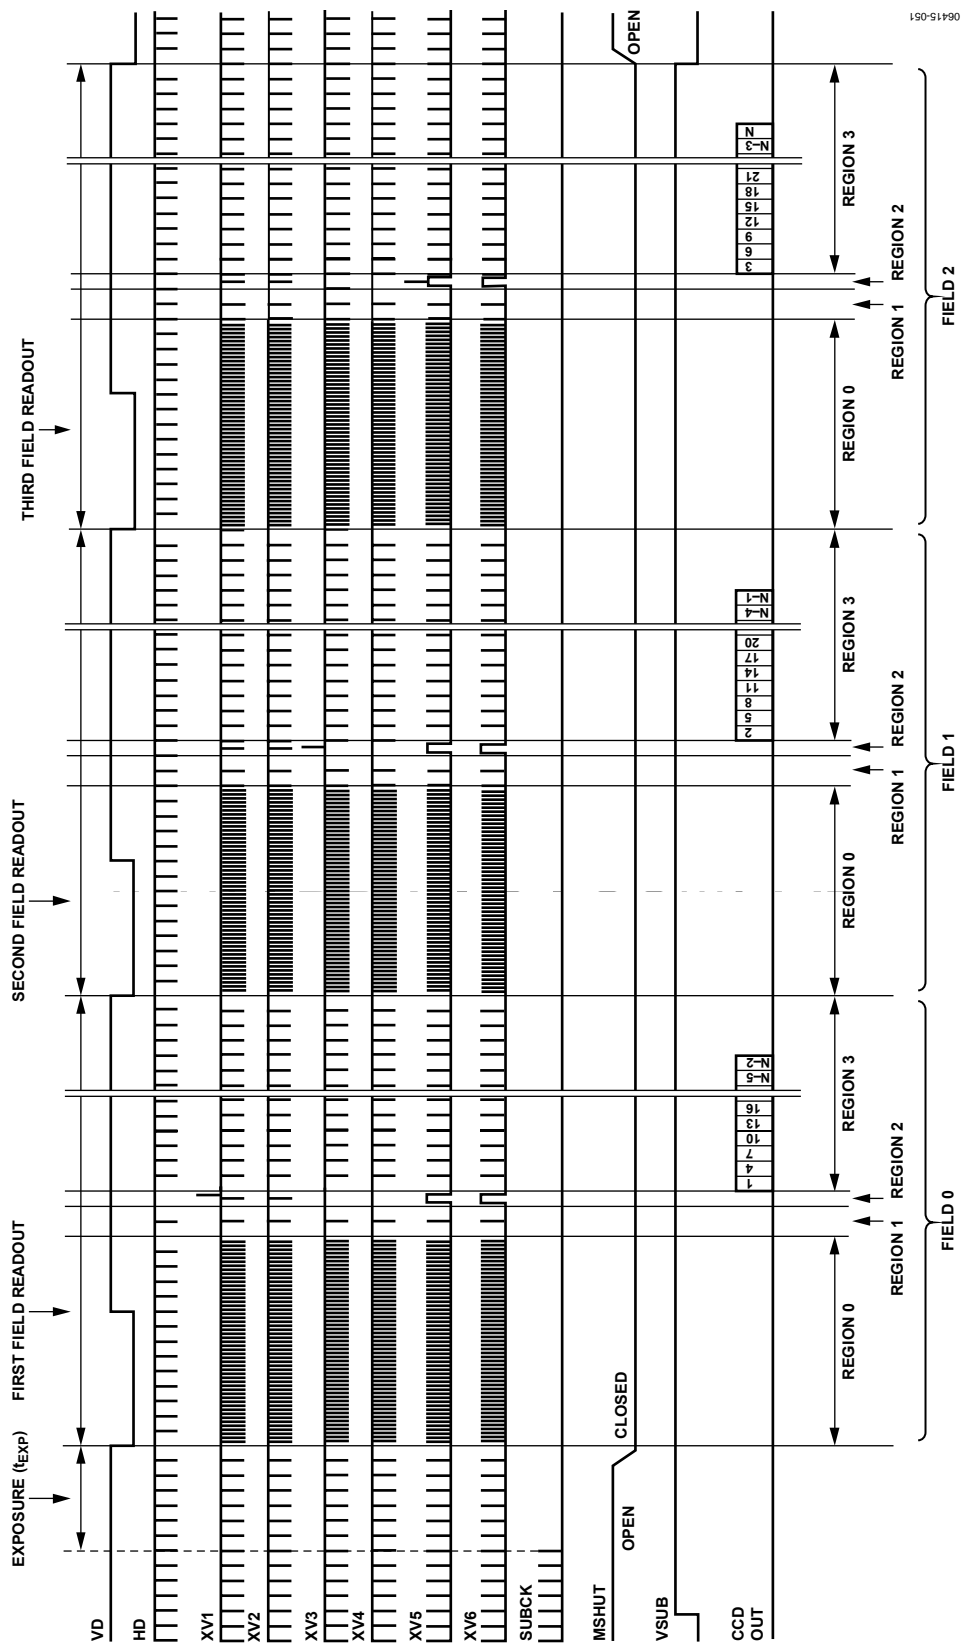 06415-051
EXPOSURE (tEXP)
FIRST FIELD READOUT
SECOND FIELD READOUT
THIRD FIELD READOUT
VD
HD
XV1
XV2
XV3
XV4
XV5
XV6
SUBCK
MSHUT
OPEN
CLOSED
OPEN
VSUB
CCD
OUT
1
4
7
10
13
16
N–5
N–2
2
5
8
11
14
17
20
N–4
N–1
3
6
9
12
15
18
21
N–3
N
REGION 0
REGION 3
REGION 0
REGION 3
REGION 0
REGION 3
REGION 1
REGION 2
REGION 1
REGION 2
REGION 1
REGION 2
FIELD 0
FIELD 1
FIELD 2